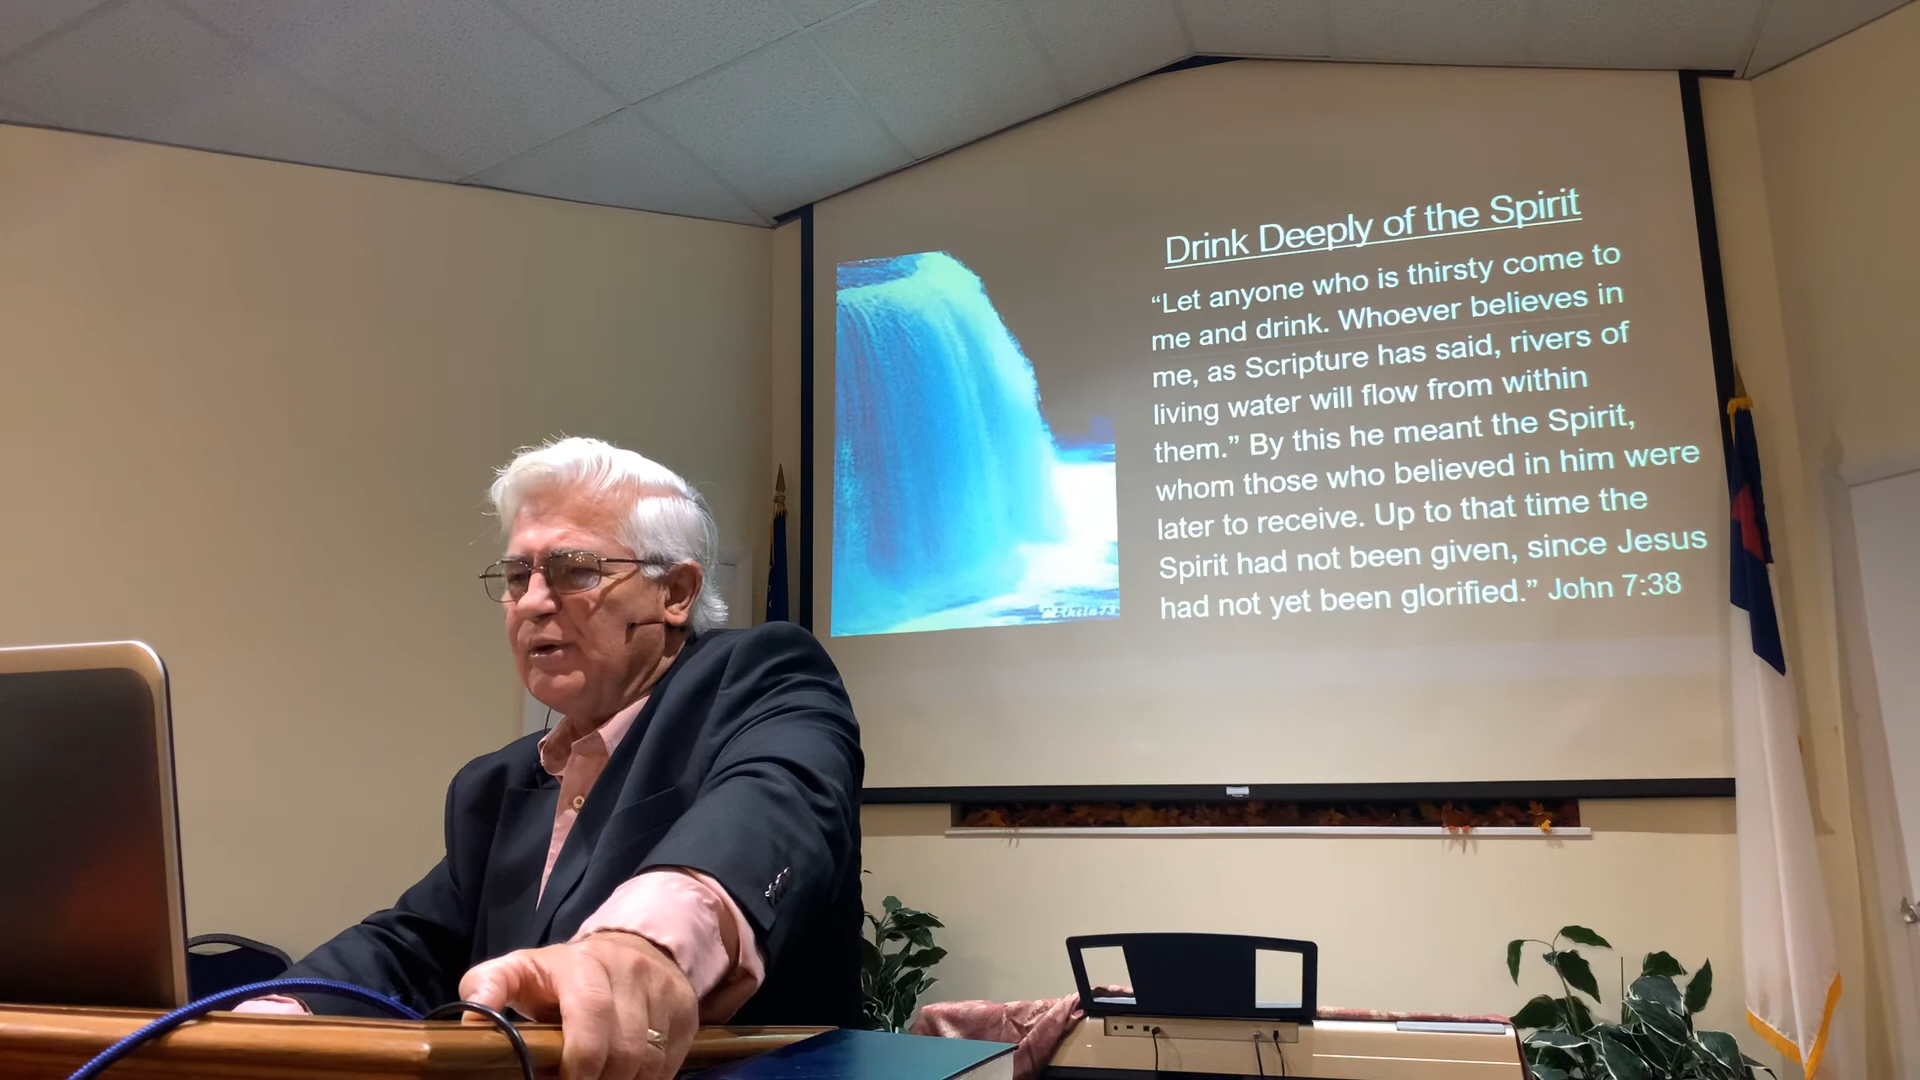 Drink Deeply of the Spirit
“Let anyone who is thirsty come to
me and drink. Whoever believes in
me, as Scripture has said, rivers of
living water will flow from within
them.” By this he meant the Spirit,
whom those who believed in him were
later to receive. Up to that time the
Spirit had not been given, since Jesus
had not yet been glorified.” John 7:38